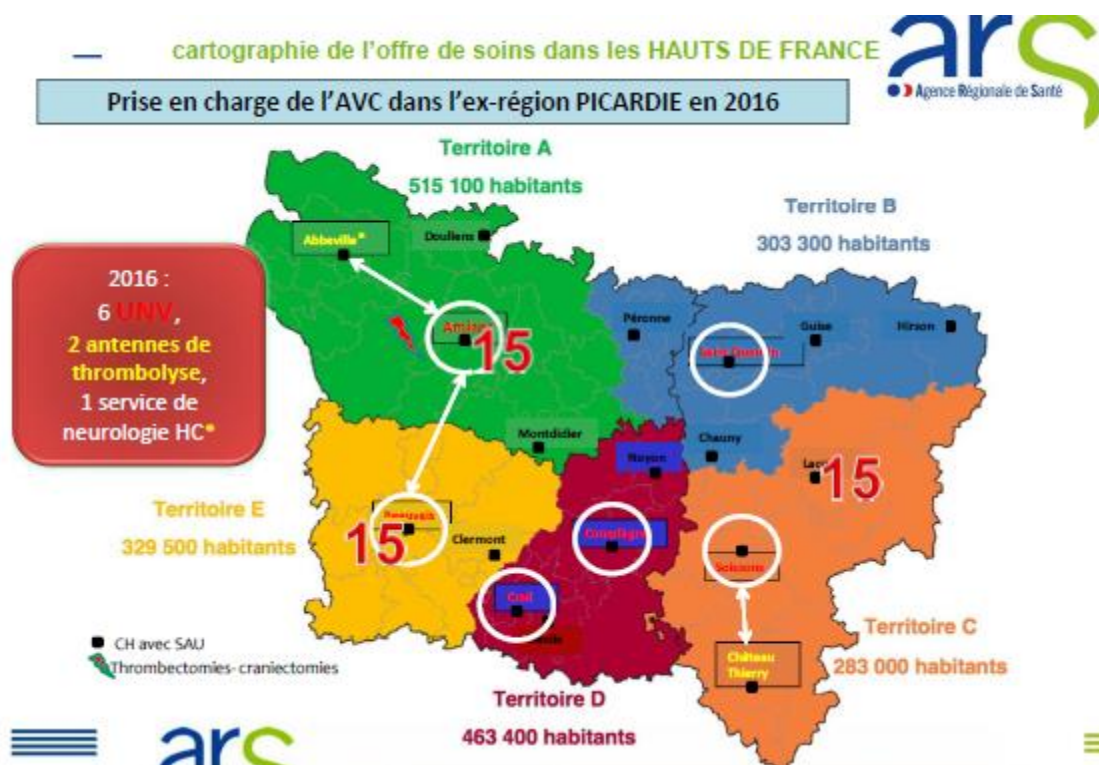 cartographie de l'offre de soins dans les HAUTS DE FRANCE
ars
Agence Régionale de Santé
Prise en charge de l'AVC dans l'ex-région PICARDIE en 2016
Territoire A
515 100 habitants
Territoire B
303 300 habitants
Abbeville*
Doullens
2016 :
6 UNV,
2 antennes de
thrombolyse,
1 service de
neurologie HC*
Amiens
15
Péronne
Saint Quentin
Guise
Hirson
Montdidier
Chauny
Noyon
Laon
15
Territoire E
329 500 habitants
Beauvais
15
Clermont
Compiègne
Soissons
Creil
CH avec SAU
Thrombectomies- craniectomies
Château
Thierry
Territoire C
283 000 habitants
Territoire D
463 400 habitants
ars